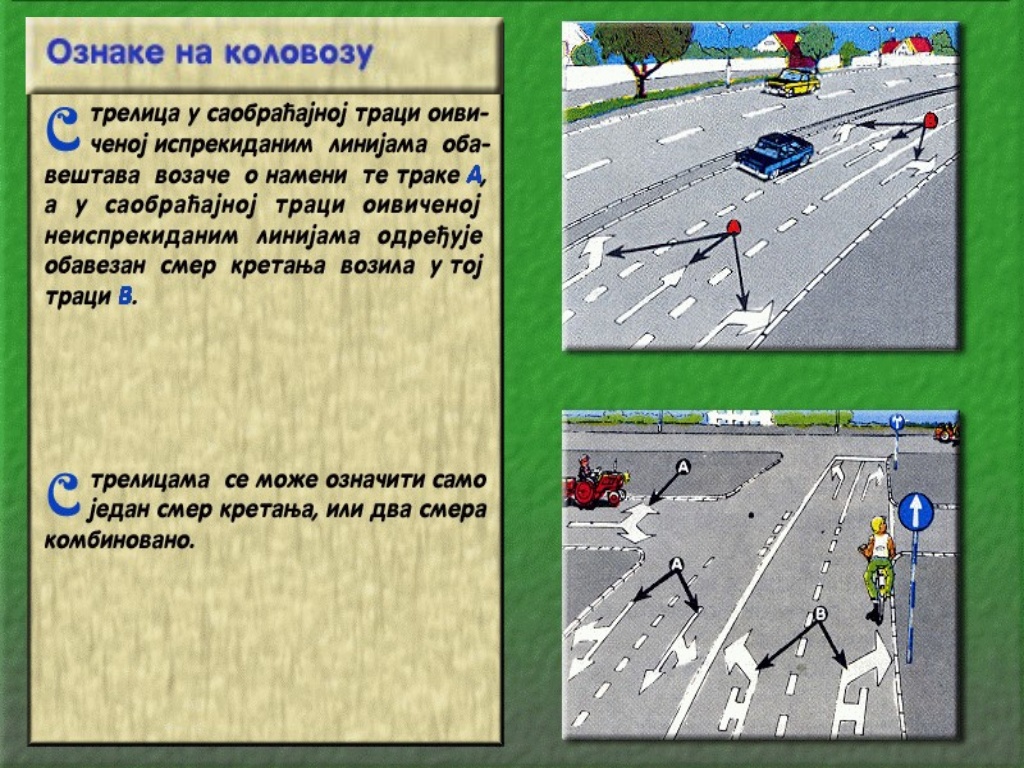 Ознаке на коловозу
Стрелица у саобраћајној траци оиви-
ченој испрекиданим линијама оба-
вештава возаче о намени те траке А,
а у саобраћајној траци оивиченој
неиспрекиданим линијама одређује
обавезан смер кретања возила у тој
траци В.
Стрелицама се може означити само
један смер кретања, или два смера
комбиновано.
А
А
В